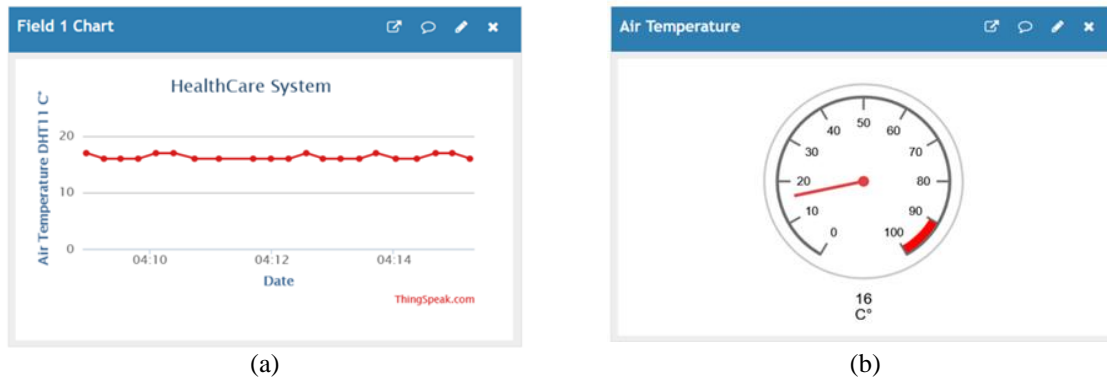 Field 1 Chart
HealthCare System
Air Temperature DHT11 C°
20
10
0
04:10
04:12
04:14
Date
ThingSpeak.com
(a)
Air Temperature
0
10
20
30
40
50
60
70
80
90
100
16
C°
(b)